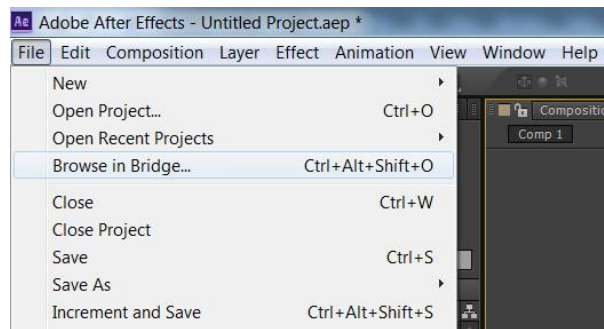 Ae Adobe After Effects - Untitled Project.aep *
File Edit Composition Layer Effect Animation View Window Help
New
Open Project... Ctrl+O
Open Recent Projects
Browse in Bridge... Ctrl+Alt+Shift+O
Close Ctrl+W
Close Project
Save Ctrl+S
Save As
Increment and Save Ctrl+Alt+Shift+S
Compositio
Comp 1